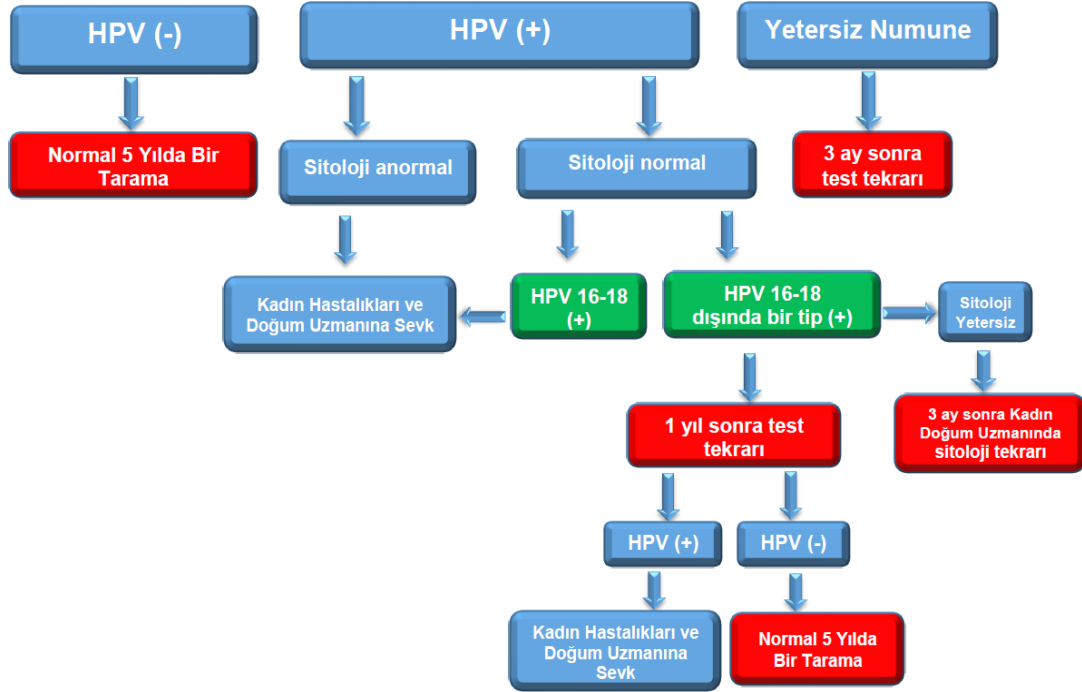 HPV (-)
HPV (+)
Yetersiz Numune
Normal 5 Yılda Bir
Tarama
Sitoloji anormal
Sitoloji normal
3 ay sonra
test tekrarı
Kadın Hastalıkları ve
Doğum Uzmanına Sevk
HPV 16-18
(+)
HPV 16-18
dışında bir tip (+)
Sitoloji
Yetersiz
1 yıl sonra test
tekrarı
3 ay sonra Kadın
Doğum Uzmanında
sitoloji tekrarı
HPV (+)
HPV (-)
Kadın Hastalıkları ve
Doğum Uzmanına
Sevk
Normal 5 Yılda
Bir Tarama